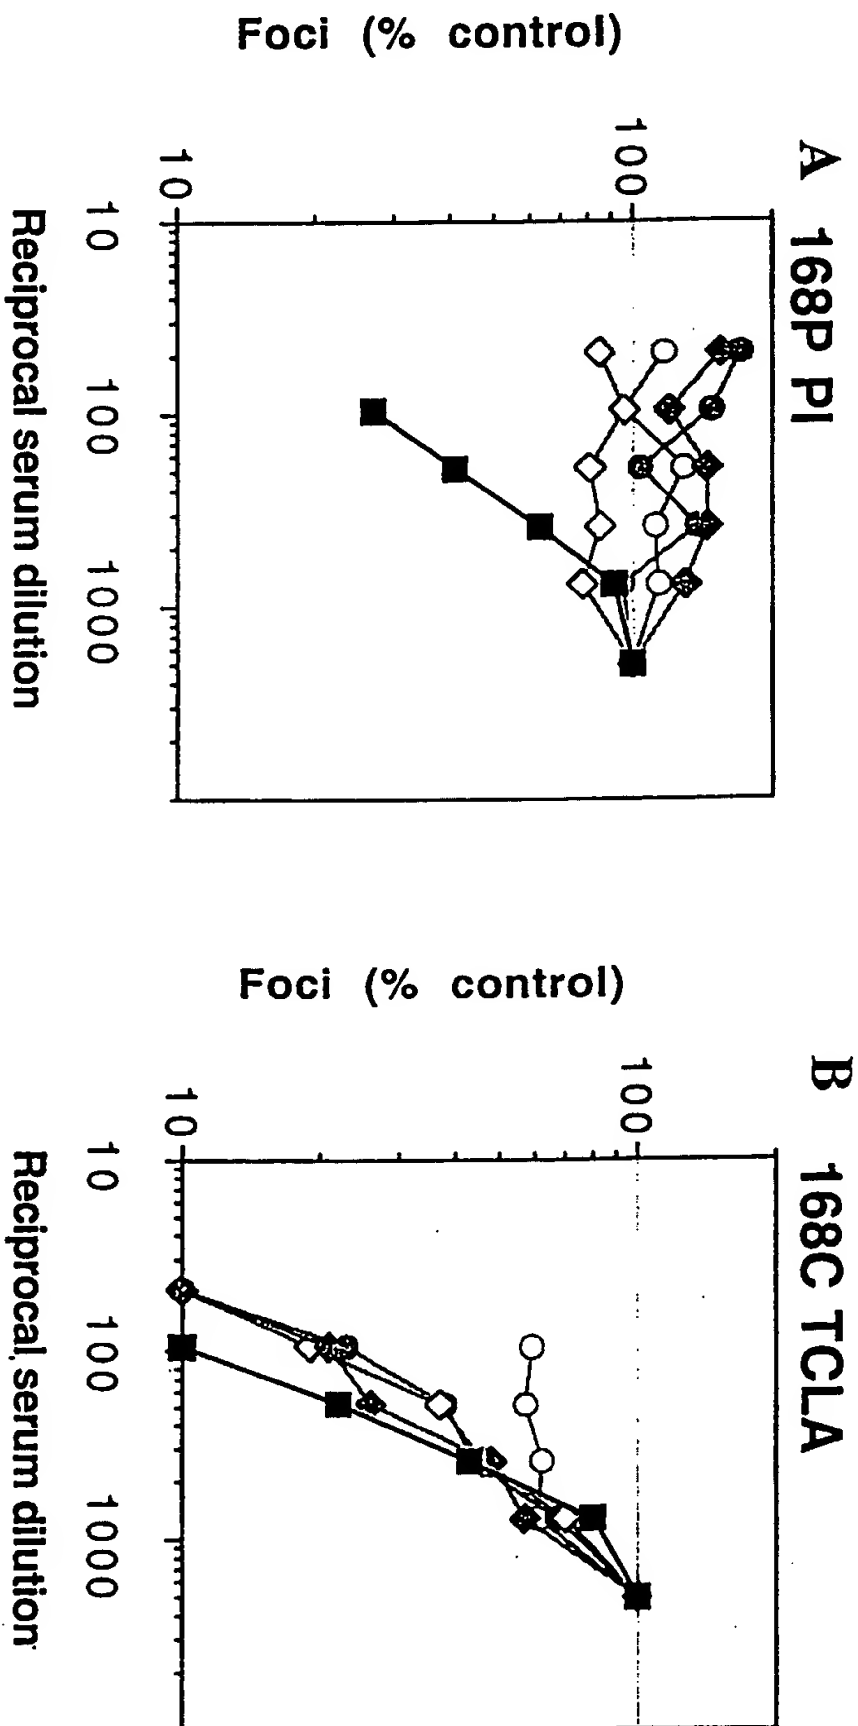 A 168P PI
Foci (% control)
100
10
10 100 1000
Reciprocal serum dilution
B 168C TCLA
Foci (% control)
100
10
10 100 1000
Reciprocal serum dilution